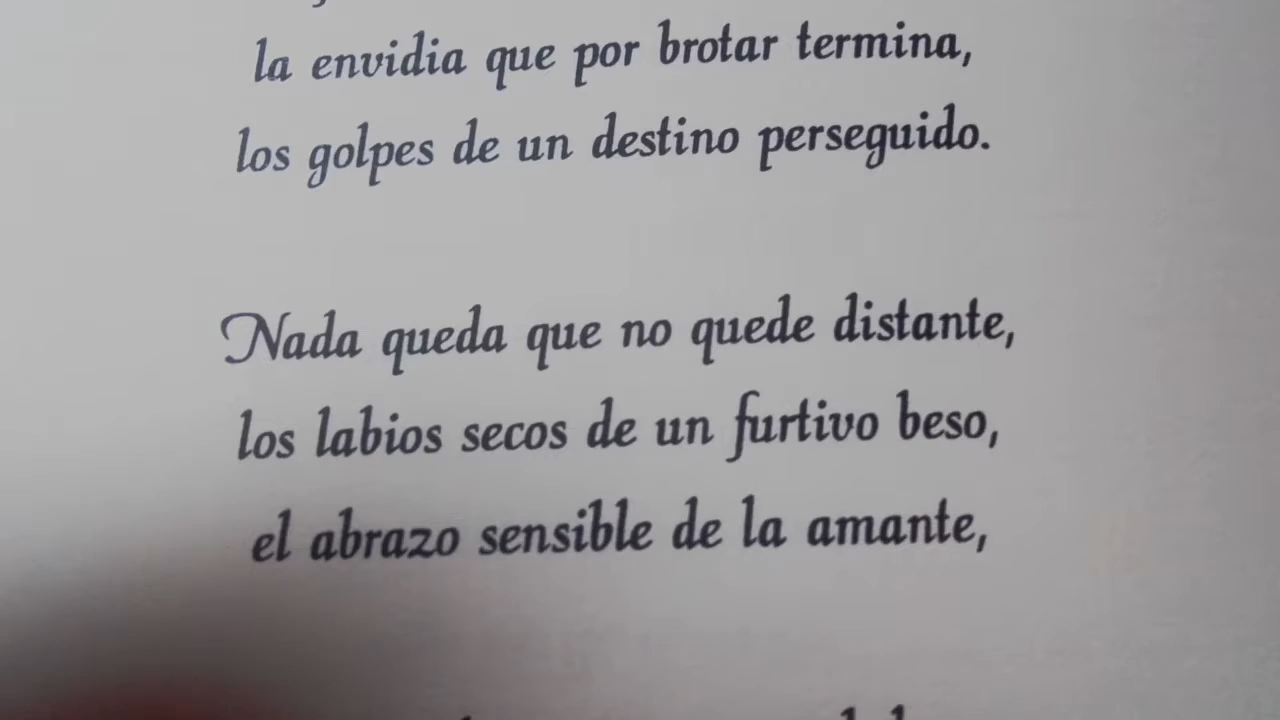 la envidia que por brotar termina,
los golpes de un destino perseguido.
Nada queda que no quede distante,
los labios secos de un furtivo beso,
el abrazo sensible de la amante,